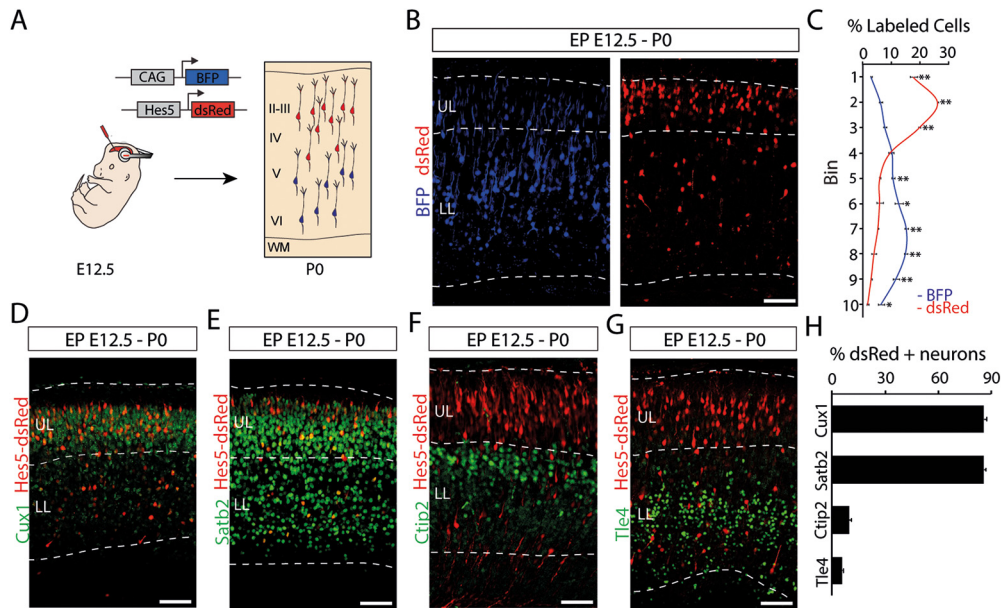 A
CAG
BFP
Hes5
dsRed
E12.5
II-III
IV
V
VI
WM
P0
B
EP E12.5 - P0
BFP dsRed
UL
LL
C
% Labeled Cells
0 10 20 30
Bin
1 **
2 **
3 **
4
5 **
6 *
7 **
8 **
9 **
10 *
- BFP
- dsRed
D
EP E12.5 - P0
Cux1 Hes5-dsRed
UL
LL
E
EP E12.5 - P0
Satb2 Hes5-dsRed
UL
LL
F
EP E12.5 - P0
Ctip2 Hes5-dsRed
UL
LL
G
EP E12.5 - P0
Tle4 Hes5-dsRed
UL
LL
H
% dsRed + neurons
0 30 60 90
Cux1
Satb2
Ctip2
Tle4